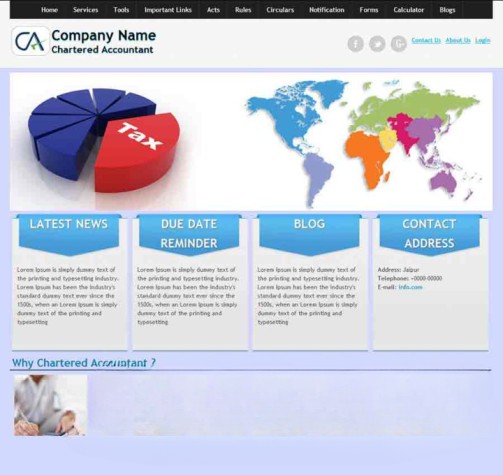 Home Services Tools Important Links Acts Rules Circulars Notification Forms Calculator Blogs
CA
Company Name
Chartered Accountant
f G+ Contact Us About Us Login
Tax
LATEST NEWS
Lorem Ipsum is simply dummy text of
the printing and typesetting industry.
Lorem Ipsum has been the industry's
standard dummy text ever since the
1500s, when an Lorem Ipsum is simply
dummy text of the printing and
typesetting
DUE DATE
REMINDER
Lorem Ipsum is simply dummy text of
the printing and typesetting industry.
Lorem Ipsum has been the industry's
standard dummy text ever since the
1500s, when an Lorem Ipsum is simply
dummy text of the printing and
typesetting
BLOG
Lorem Ipsum is simply dummy text of
the printing and typesetting industry.
Lorem Ipsum has been the industry's
standard dummy text ever since the
1500s, when an Lorem Ipsum is simply
dummy text of the printing and
typesetting
CONTACT
ADDRESS
Address: Jaipur
Telephone: +0000-00000
E-mail: Info.com
Why Chartered Accountant ?